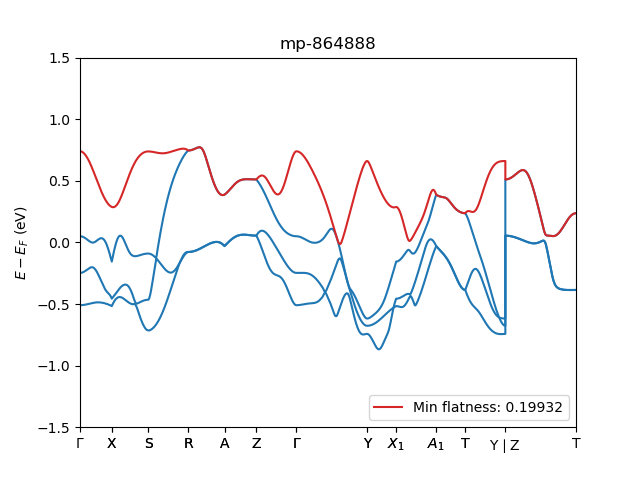 mp-864888
1.5
1.0
0.5
0.0
−0.5
−1.0
−1.5
E − E_F (eV)
Min flatness: 0.19932
Γ X S R A Z Γ Y X₁ A₁ T Y | Z T